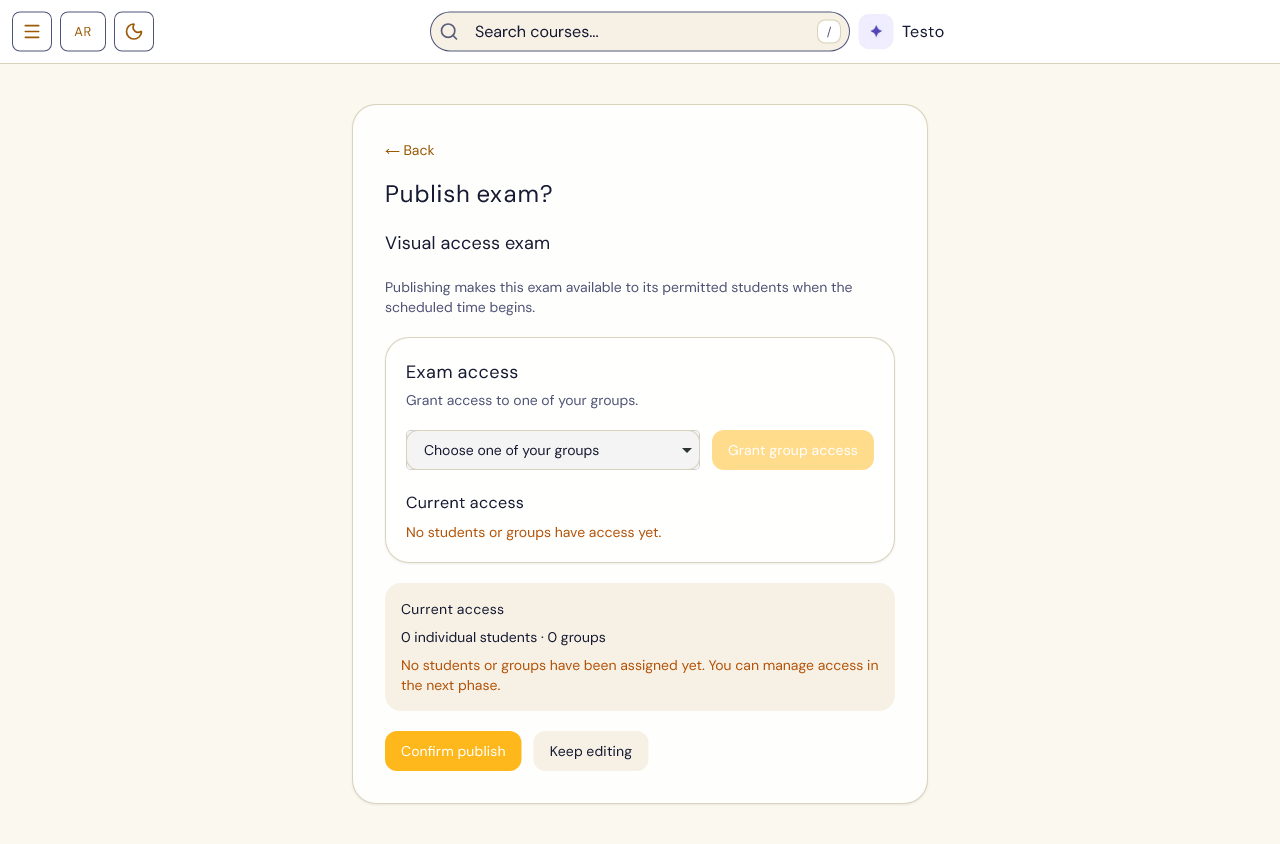 AR
Search courses...
/
Testo
← Back
Publish exam?
Visual access exam
Publishing makes this exam available to its permitted students when the
scheduled time begins.
Exam access
Grant access to one of your groups.
Choose one of your groups
Grant group access
Current access
No students or groups have access yet.
Current access
0 individual students · 0 groups
No students or groups have been assigned yet. You can manage access in
the next phase.
Confirm publish
Keep editing